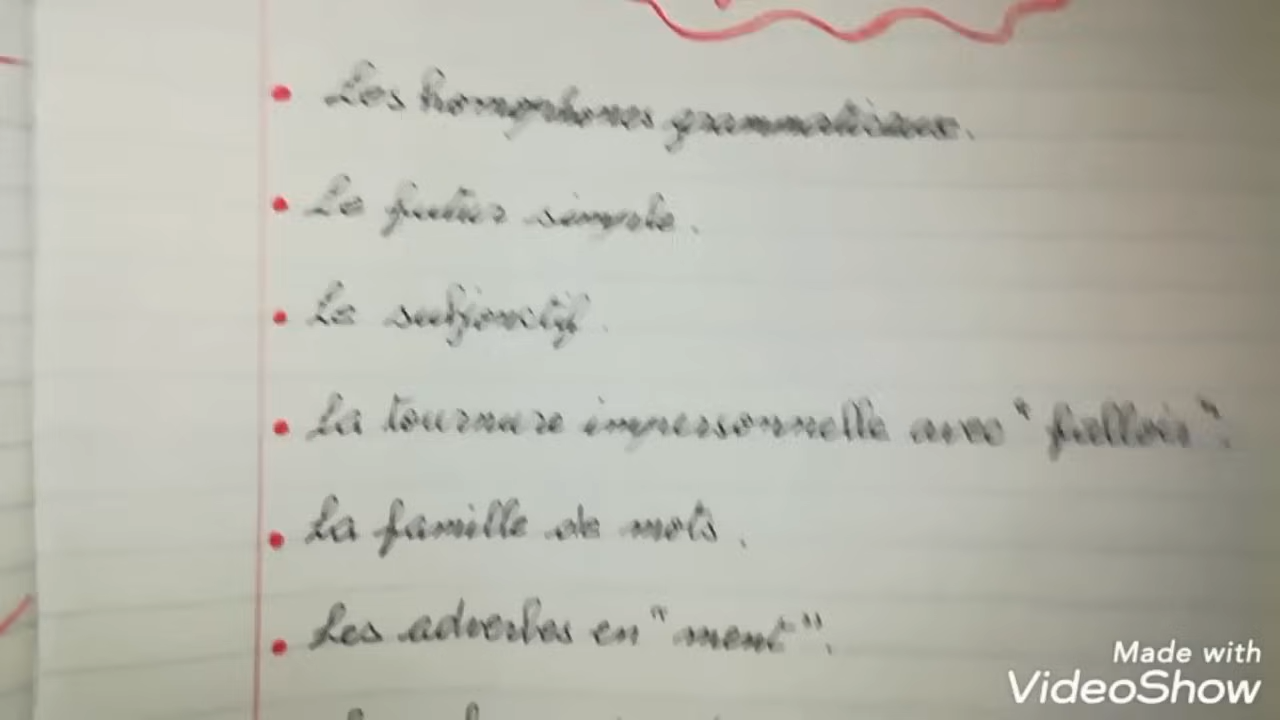 Les homophones grammaticaux.
Le futur simple.
Le subjonctif.
La tournure impersonnelle avec "falloir".
La famille de mots.
Les adverbes en "ment".
Made with
VideoShow